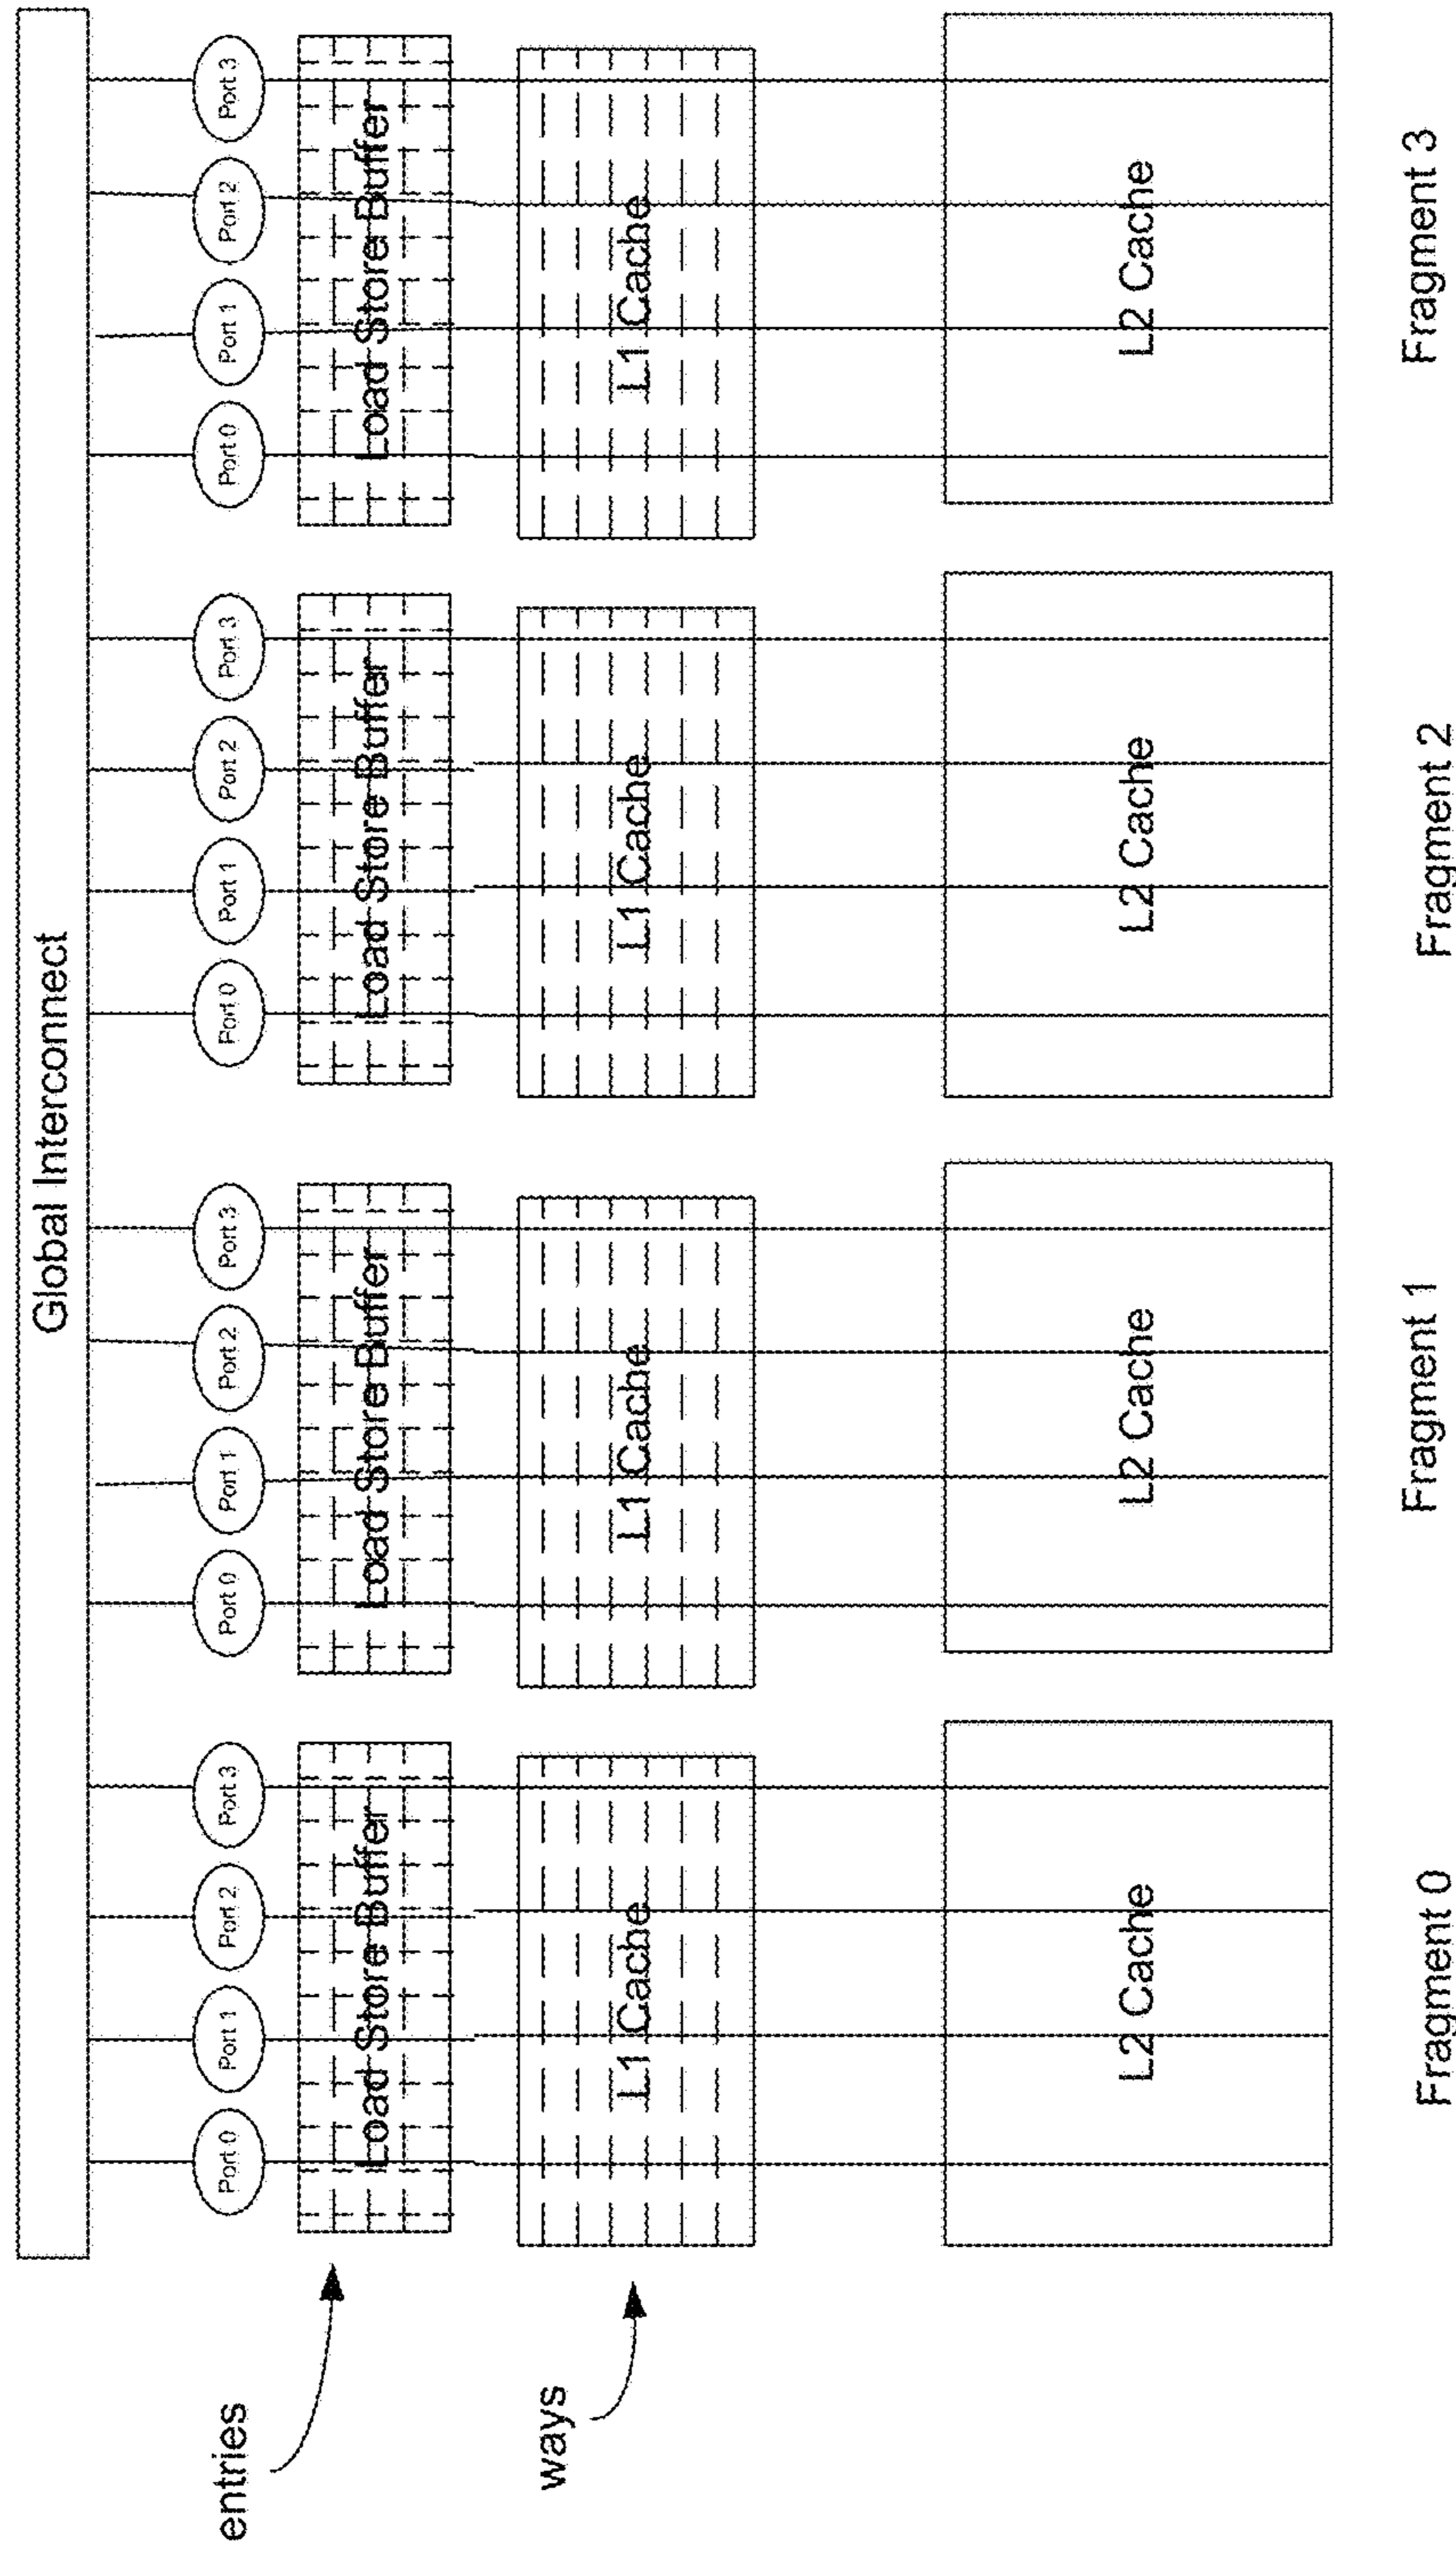 Global Interconnect
Port 0
Port 1
Port 2
Port 3
Port 0
Port 1
Port 2
Port 3
Port 0
Port 1
Port 2
Port 3
Port 0
Port 1
Port 2
Port 3
entries
Load Store Buffer
Load Store Buffer
Load Store Buffer
Load Store Buffer
ways
L1 Cache
L1 Cache
L1 Cache
L1 Cache
L2 Cache
L2 Cache
L2 Cache
L2 Cache
Fragment 0
Fragment 1
Fragment 2
Fragment 3